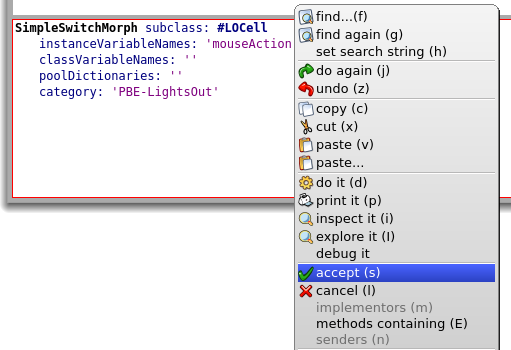 SimpleSwitchMorph subclass: #LOCell
instanceVariableNames: 'mouseAction
classVariableNames: ''
poolDictionaries: ''
category: 'PBE-LightsOut'
find...(f)
find again (g)
set search string (h)
do again (j)
undo (z)
copy (c)
cut (x)
paste (v)
paste...
do it (d)
print it (p)
inspect it (i)
explore it (I)
debug it
accept (s)
cancel (l)
implementors (m)
methods containing (E)
senders (n)